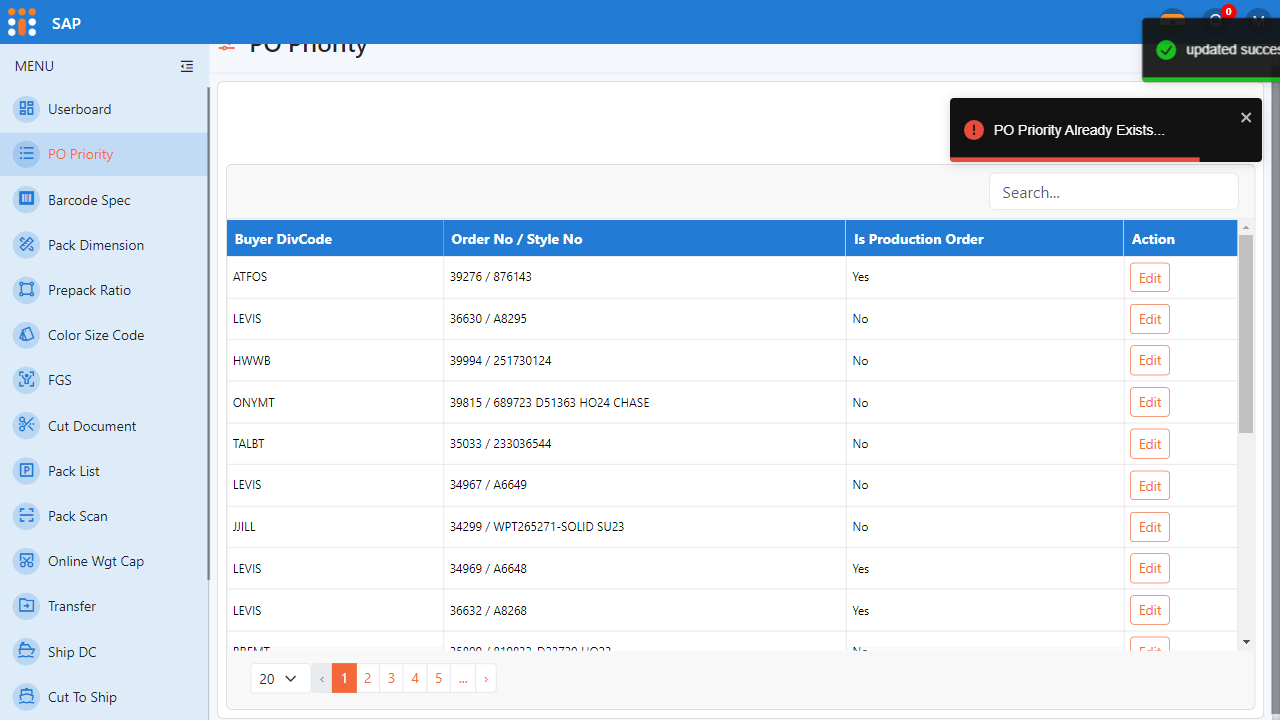 SAP
0
M
PO Priority
updated succes
MENU
Userboard
PO Priority
Barcode Spec
Pack Dimension
Prepack Ratio
Color Size Code
FGS
Cut Document
Pack List
Pack Scan
Online Wgt Cap
Transfer
Ship DC
Cut To Ship
PO Priority Already Exists...
Search...
Buyer DivCode Order No / Style No Is Production Order Action
ATFOS 39276 / 876143 Yes Edit
LEVIS 36630 / A8295 No Edit
HWWB 39994 / 251730124 No Edit
ONYMT 39815 / 689723 D51363 HO24 CHASE No Edit
TALBT 35033 / 233036544 No Edit
LEVIS 34967 / A6649 No Edit
JJILL 34299 / WPT265271-SOLID SU23 No Edit
LEVIS 34969 / A6648 Yes Edit
LEVIS 36632 / A8268 Yes Edit
No Edit
20 ‹ 1 2 3 4 5 ... ›